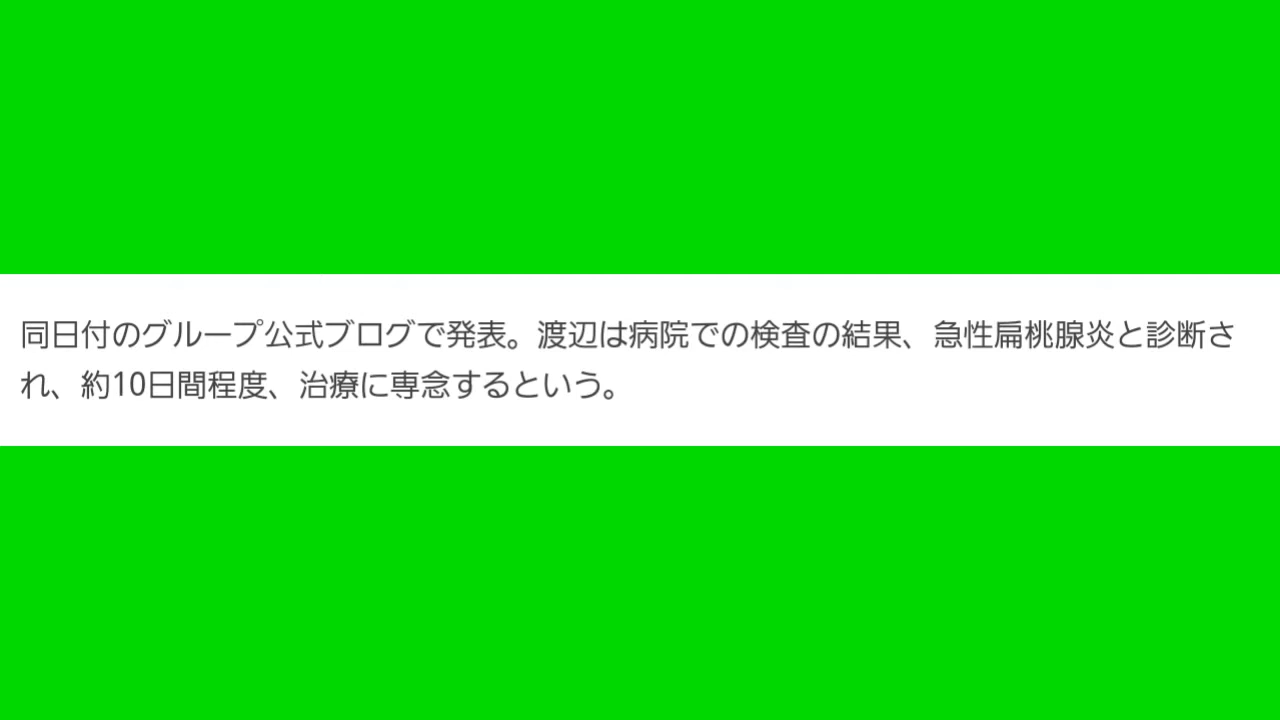 同日付のグループ公式ブログで発表。渡辺は病院での検査の結果、急性扁桃腺炎と診断さ
れ、約10日間程度、治療に専念するという。